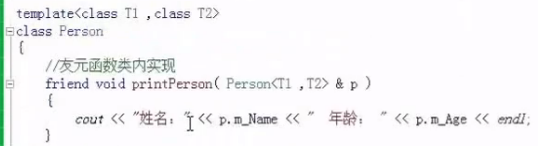 template<class T1 ,class T2>
class Person
{
//友元函数类内实现
friend void printPerson( Person<T1 ,T2> & p )
{
cout << "姓名：" << p.m_Name << " 年龄： " << p.m_Age << endl;
}